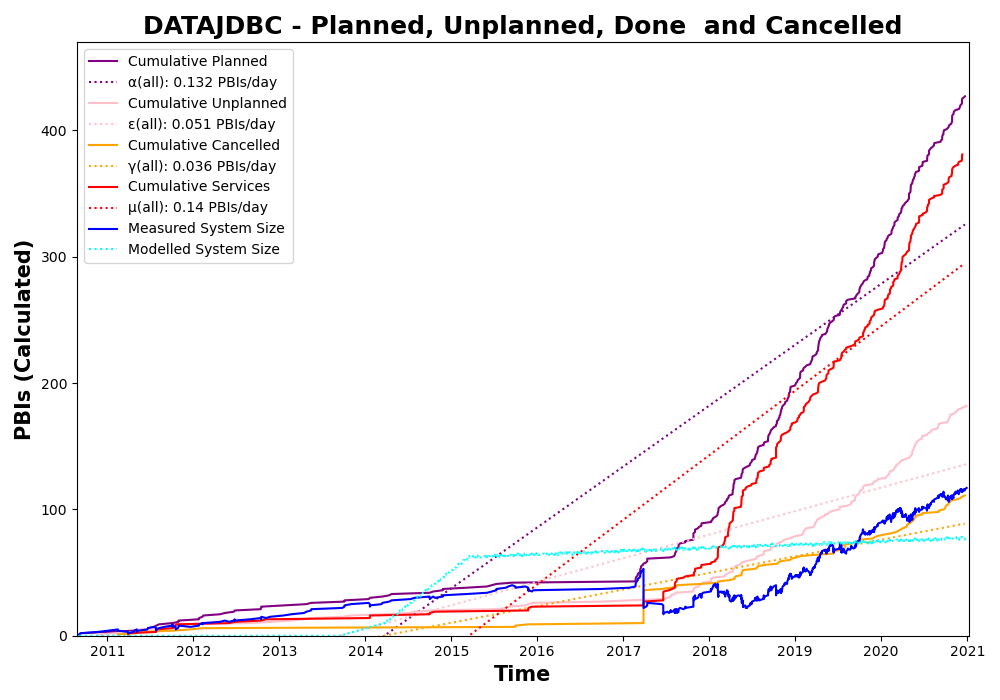 DATAJDBC - Planned, Unplanned, Done  and Cancelled
Cumulative Planned
α(all): 0.132 PBIs/day
Cumulative Unplanned
ε(all): 0.051 PBIs/day
Cumulative Cancelled
γ(all): 0.036 PBIs/day
Cumulative Services
μ(all): 0.14 PBIs/day
Measured System Size
Modelled System Size
PBIs (Calculated)
400
300
200
100
0
2011 2012 2013 2014 2015 2016 2017 2018 2019 2020 2021
Time